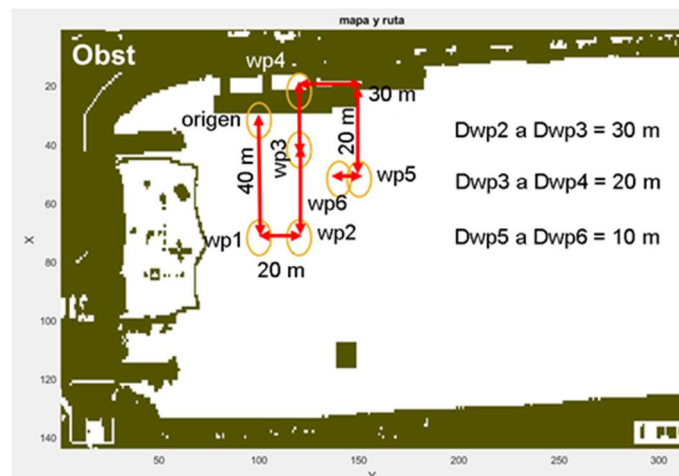 mapa y ruta
Obst
wp4
20
30 m
origen
20 m
Dwp2 a Dwp3 = 30 m
40
wp3
40 m
wp5
Dwp3 a Dwp4 = 20 m
60
wp6
X
wp1
wp2
Dwp5 a Dwp6 = 10 m
80
20 m
100
120
140
50 100 150 200 250 300
Y